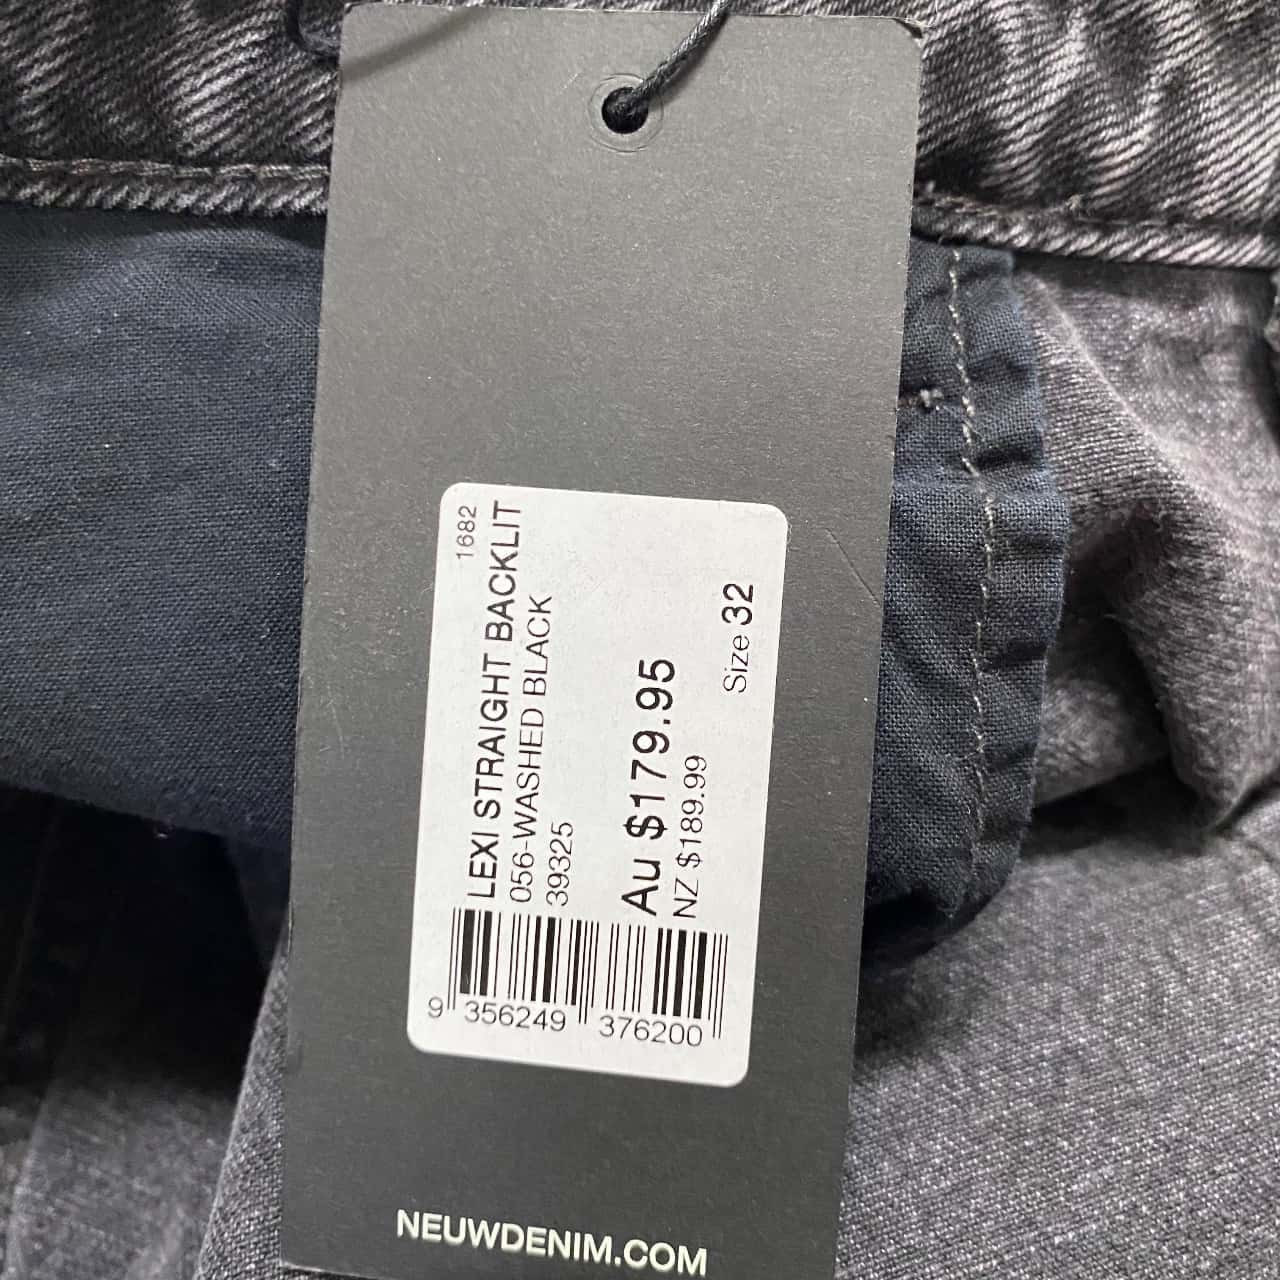 1682
LEXI STRAIGHT BACKLIT
056-WASHED BLACK
39325
Au $179.95
NZ $189.99
Size 32
9 356249 376200
NEUWDENIM.COM